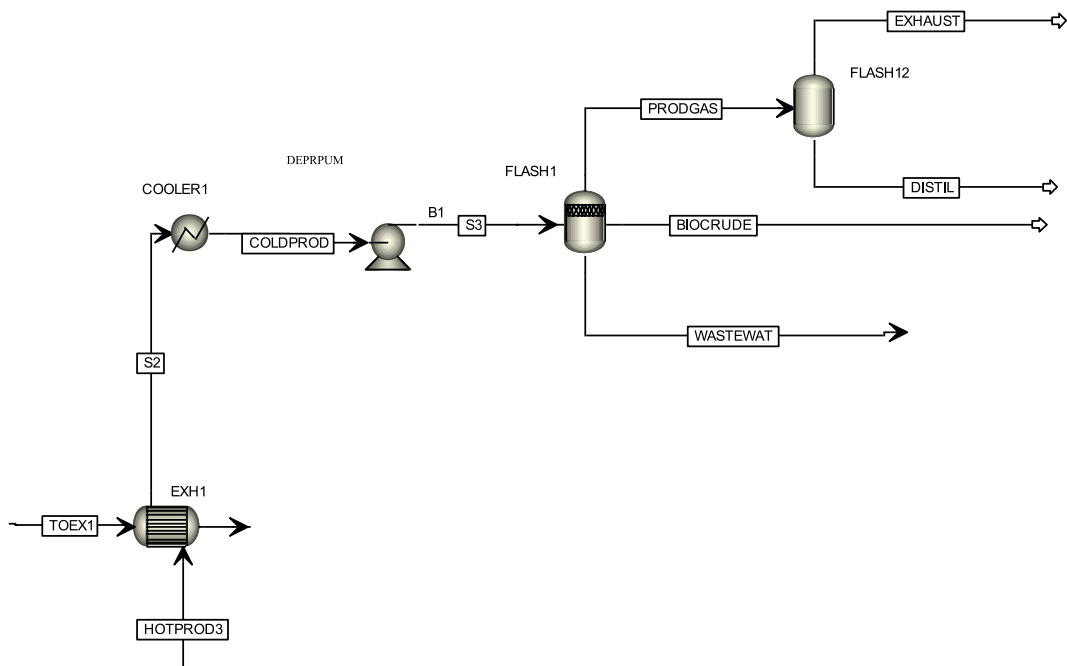 EXHAUST
FLASH12
PRODGAS
DEPRPUM
FLASH1
COOLER1
DISTIL
B1
S3
BIOCRUDE
COLDPROD
WASTEWAT
S2
EXH1
TOEX1
HOTPROD3